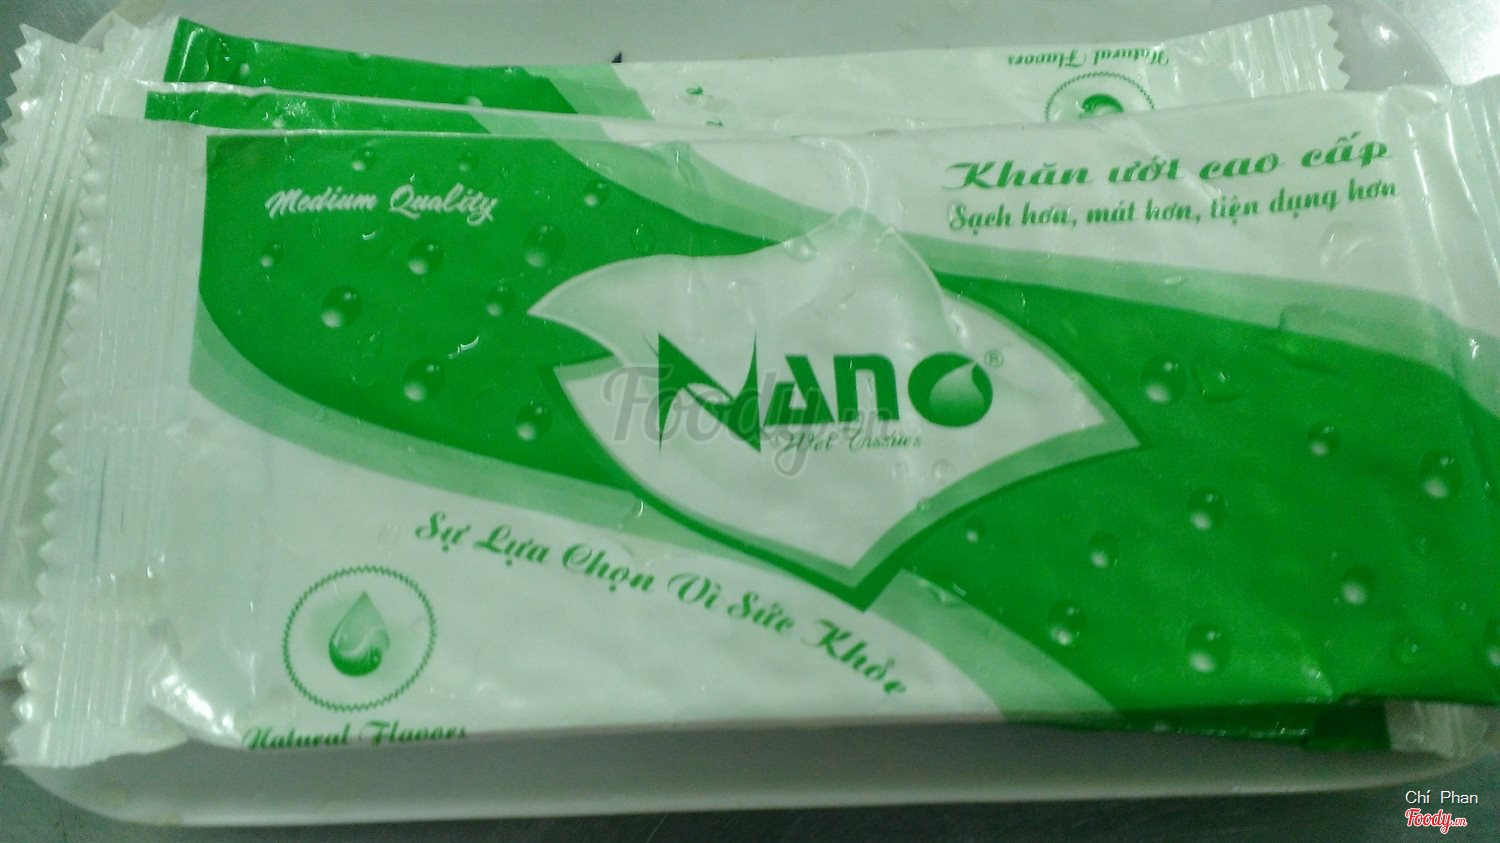 Natural Flavors
Khăn ướt cao cấp
Sạch hơn, mát hơn, tiện dụng hơn
Medium Quality
NANO®
Wet Tissues
Foody.vn
Sự Lựa Chọn Vì Sức Khỏe
Natural Flavors
Chí Phan
Foody.vn